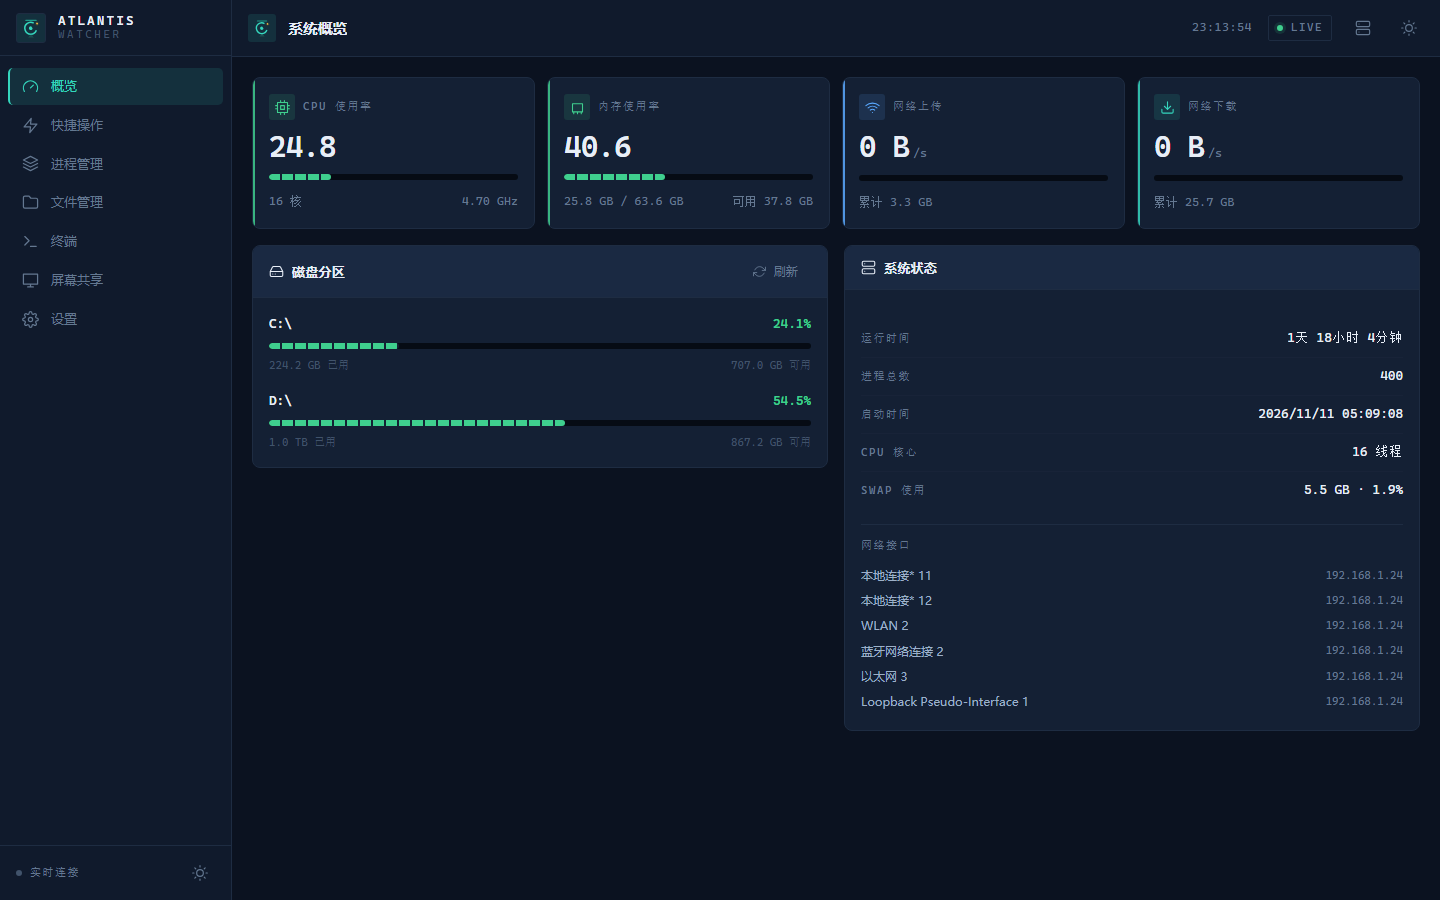 ATLANTIS
WATCHER
概览
快捷操作
进程管理
文件管理
终端
屏幕共享
设置
实时连接
系统概览
23:13:54
LIVE
CPU 使用率
24.8
16 核
4.70 GHz
内存使用率
40.6
25.8 GB / 63.6 GB
可用 37.8 GB
网络上传
0 B/s
累计 3.3 GB
网络下载
0 B/s
累计 25.7 GB
磁盘分区
刷新
C:\
24.1%
224.2 GB 已用
707.0 GB 可用
D:\
54.5%
1.0 TB 已用
867.2 GB 可用
系统状态
运行时间
1天 18小时 4分钟
进程总数
400
启动时间
2026/11/11 05:09:08
CPU 核心
16 线程
SWAP 使用
5.5 GB · 1.9%
网络接口
本地连接* 11
192.168.1.24
本地连接* 12
192.168.1.24
WLAN 2
192.168.1.24
蓝牙网络连接 2
192.168.1.24
以太网 3
192.168.1.24
Loopback Pseudo-Interface 1
192.168.1.24